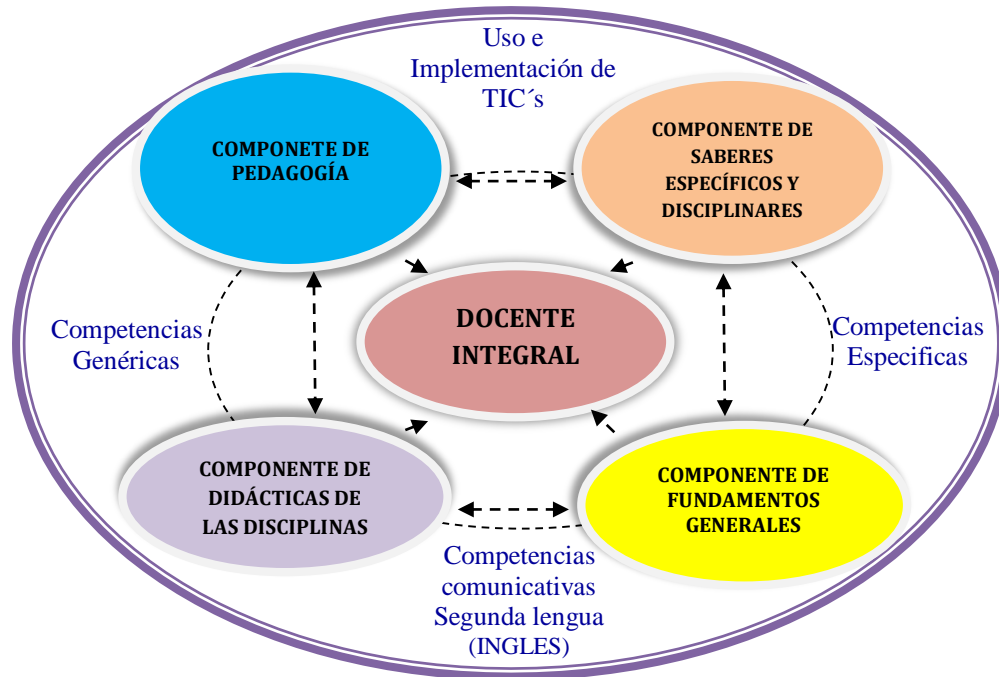 Uso e
Implementación de
TIC´s
COMPONETE DE
PEDAGOGÍA
COMPONENTE DE
SABERES
ESPECÍFICOS Y
DISCIPLINARES
Competencias
Genéricas
DOCENTE
INTEGRAL
Competencias
Especificas
COMPONENTE DE
DIDÁCTICAS DE
LAS DISCIPLINAS
COMPONENTE DE
FUNDAMENTOS
GENERALES
Competencias
comunicativas
Segunda lengua
(INGLES)